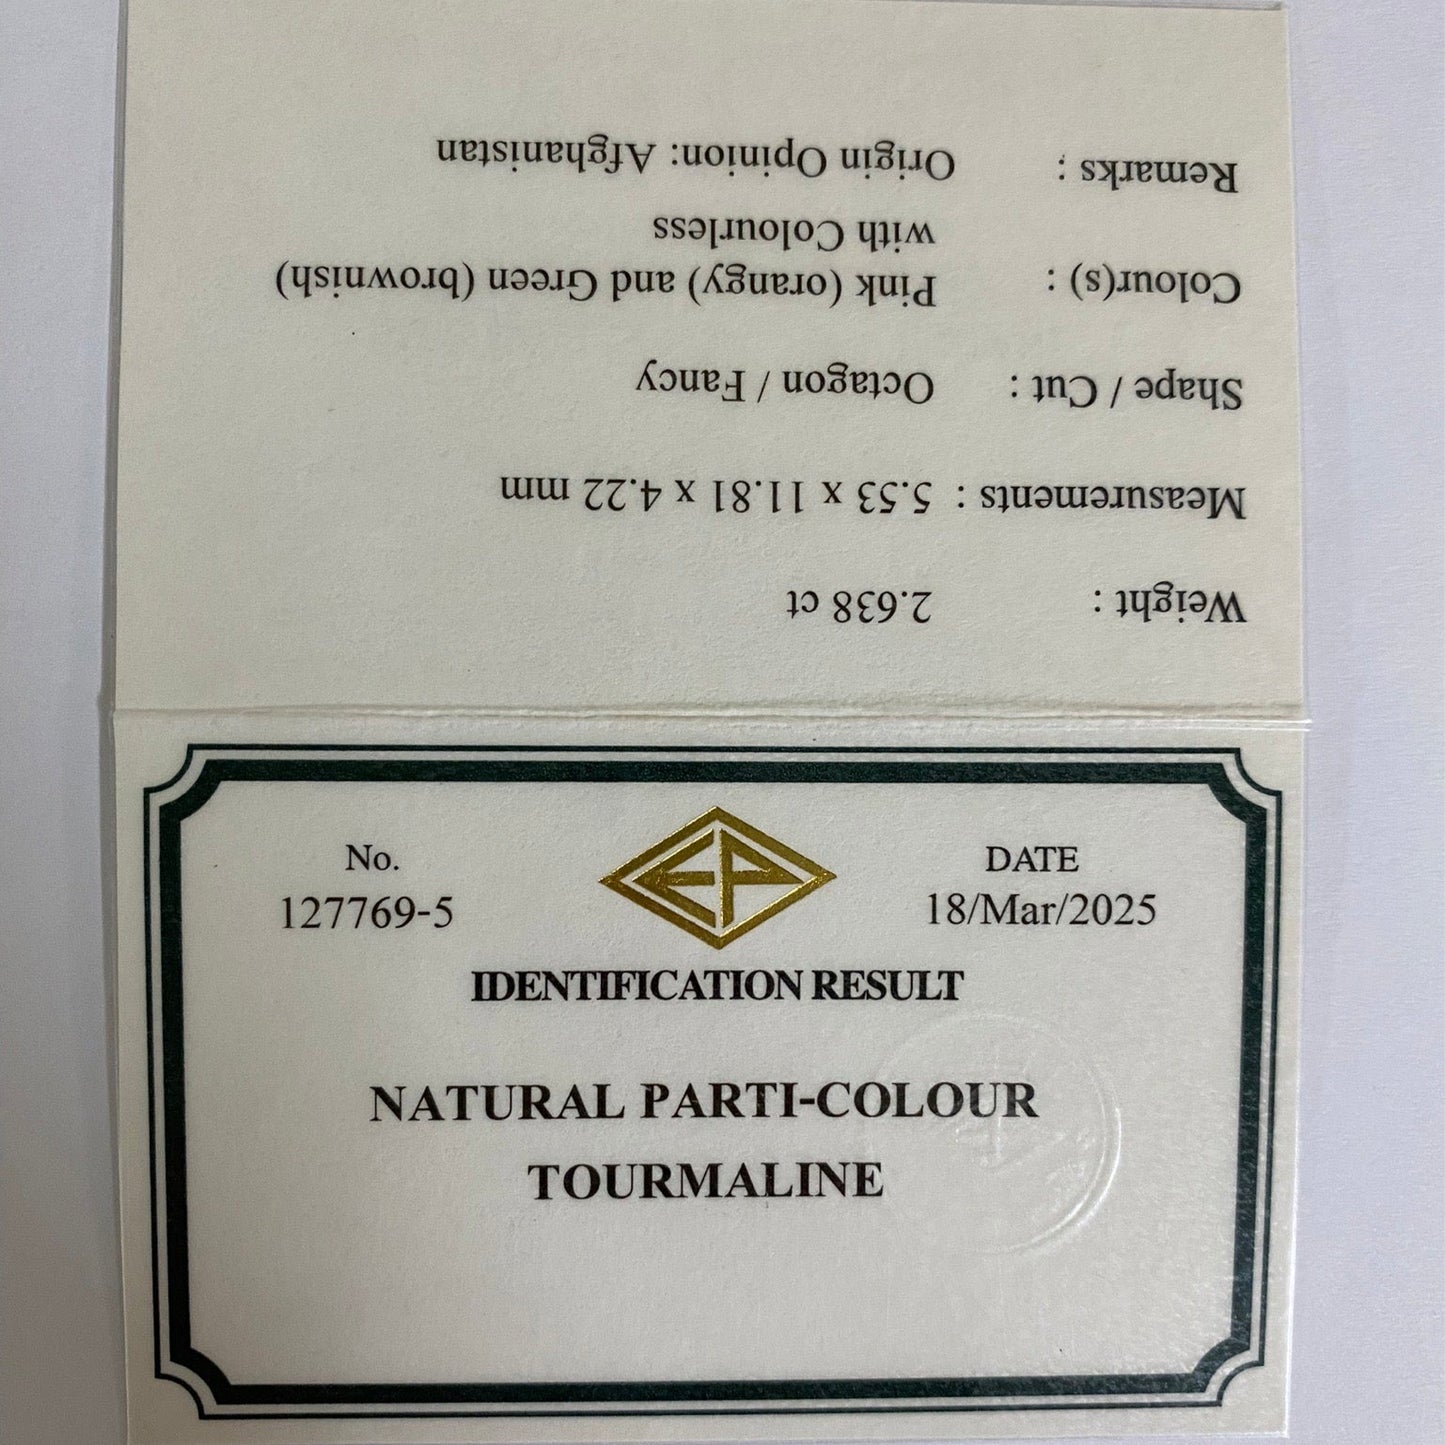 Weight : 2.638 ct
Measurements : 5.53 x 11.81 x 4.22 mm
Shape / Cut : Octagon / Fancy
Colour(s) : Pink (orangy) and Green (brownish)
with Colourless
Remarks : Origin Opinion: Afghanistan
No.
127769-5
EP
DATE
18/Mar/2025
IDENTIFICATION RESULT
NATURAL PARTI-COLOUR
TOURMALINE